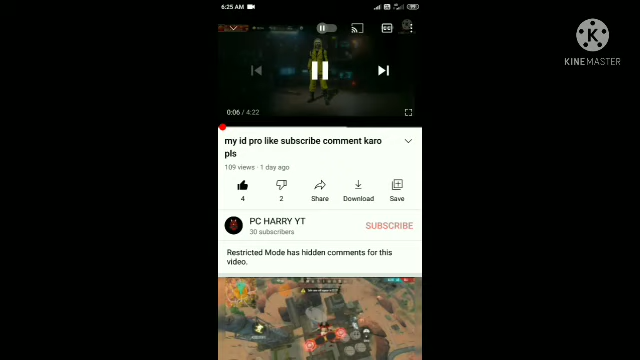 6:25 AM
CC
0:06 / 4:22
my id pro like subscribe comment karo
pls
109 views · 1 day ago
4
2
Share
Download
Save
PC HARRY YT
30 subscribers
SUBSCRIBE
Restricted Mode has hidden comments for this
video.
K
KINEMASTER